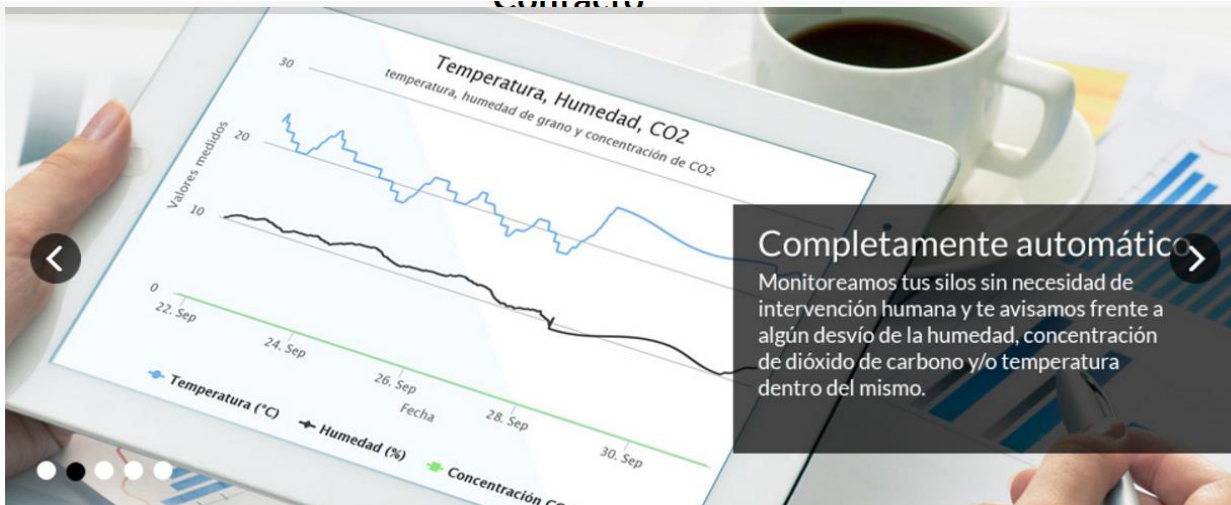 Contacto
Temperatura, Humedad, CO2
temperatura, humedad de grano y concentración de CO2
Valores medidos
30
20
10
0
22. Sep
24. Sep
26. Sep
28. Sep
30. Sep
Fecha
Temperatura (°C)
Humedad (%)
Concentración
Completamente automático
Monitoreamos tus silos sin necesidad de
intervención humana y te avisamos frente a
algún desvío de la humedad, concentración
de dióxido de carbono y/o temperatura
dentro del mismo.